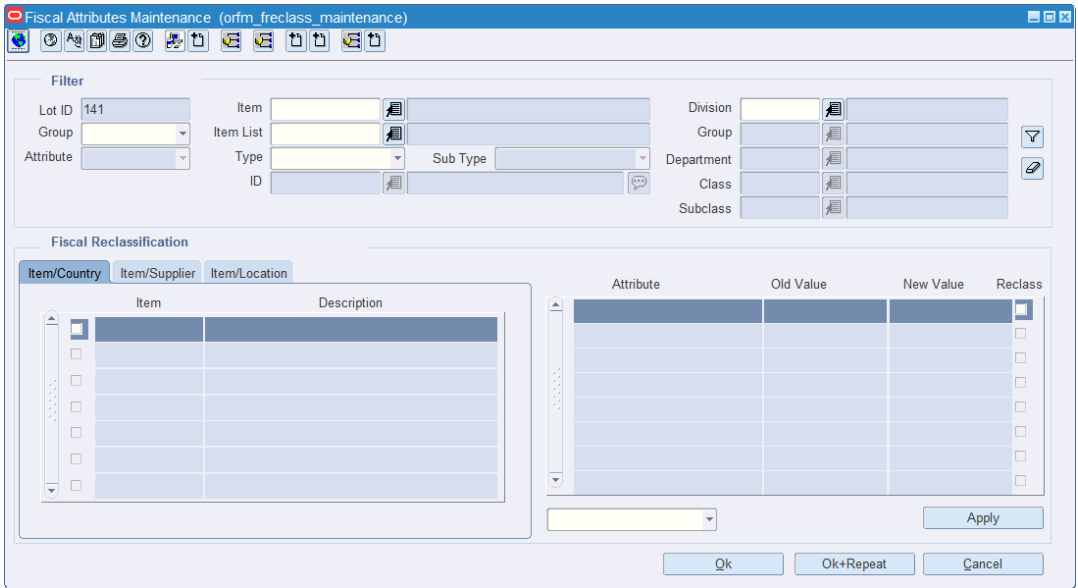 Fiscal Attributes Maintenance (orfm_freclass_maintenance)
Filter
Lot ID 141 Item Division
Group Item List Group
Attribute Type Sub Type Department
ID Class
Subclass
Fiscal Reclassification
Item/Country Item/Supplier Item/Location
Attribute Old Value New Value Reclass
Item Description
Apply
Ok Ok+Repeat Cancel